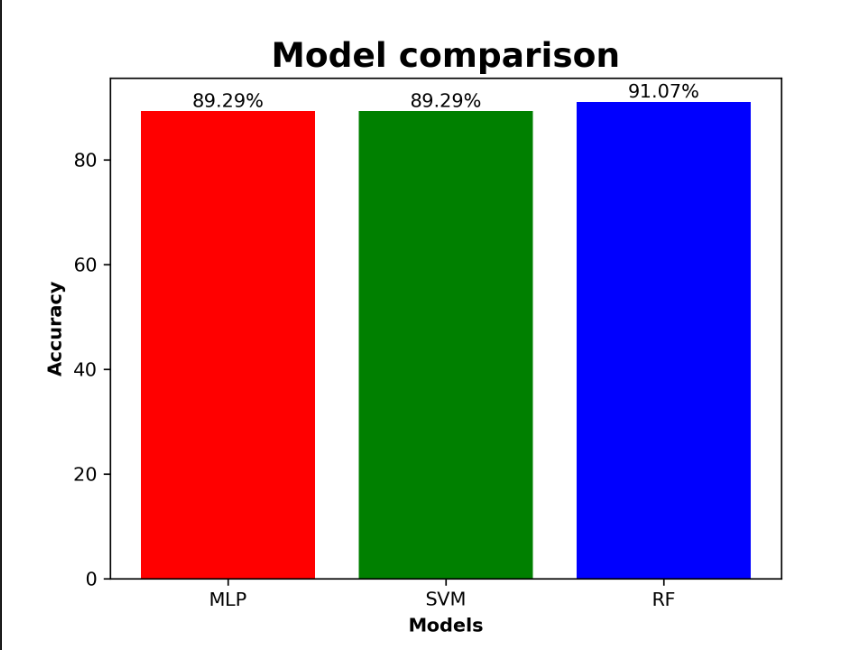 Model comparison
89.29%
89.29%
91.07%
80
60
40
20
0
Accuracy
MLP
SVM
RF
Models